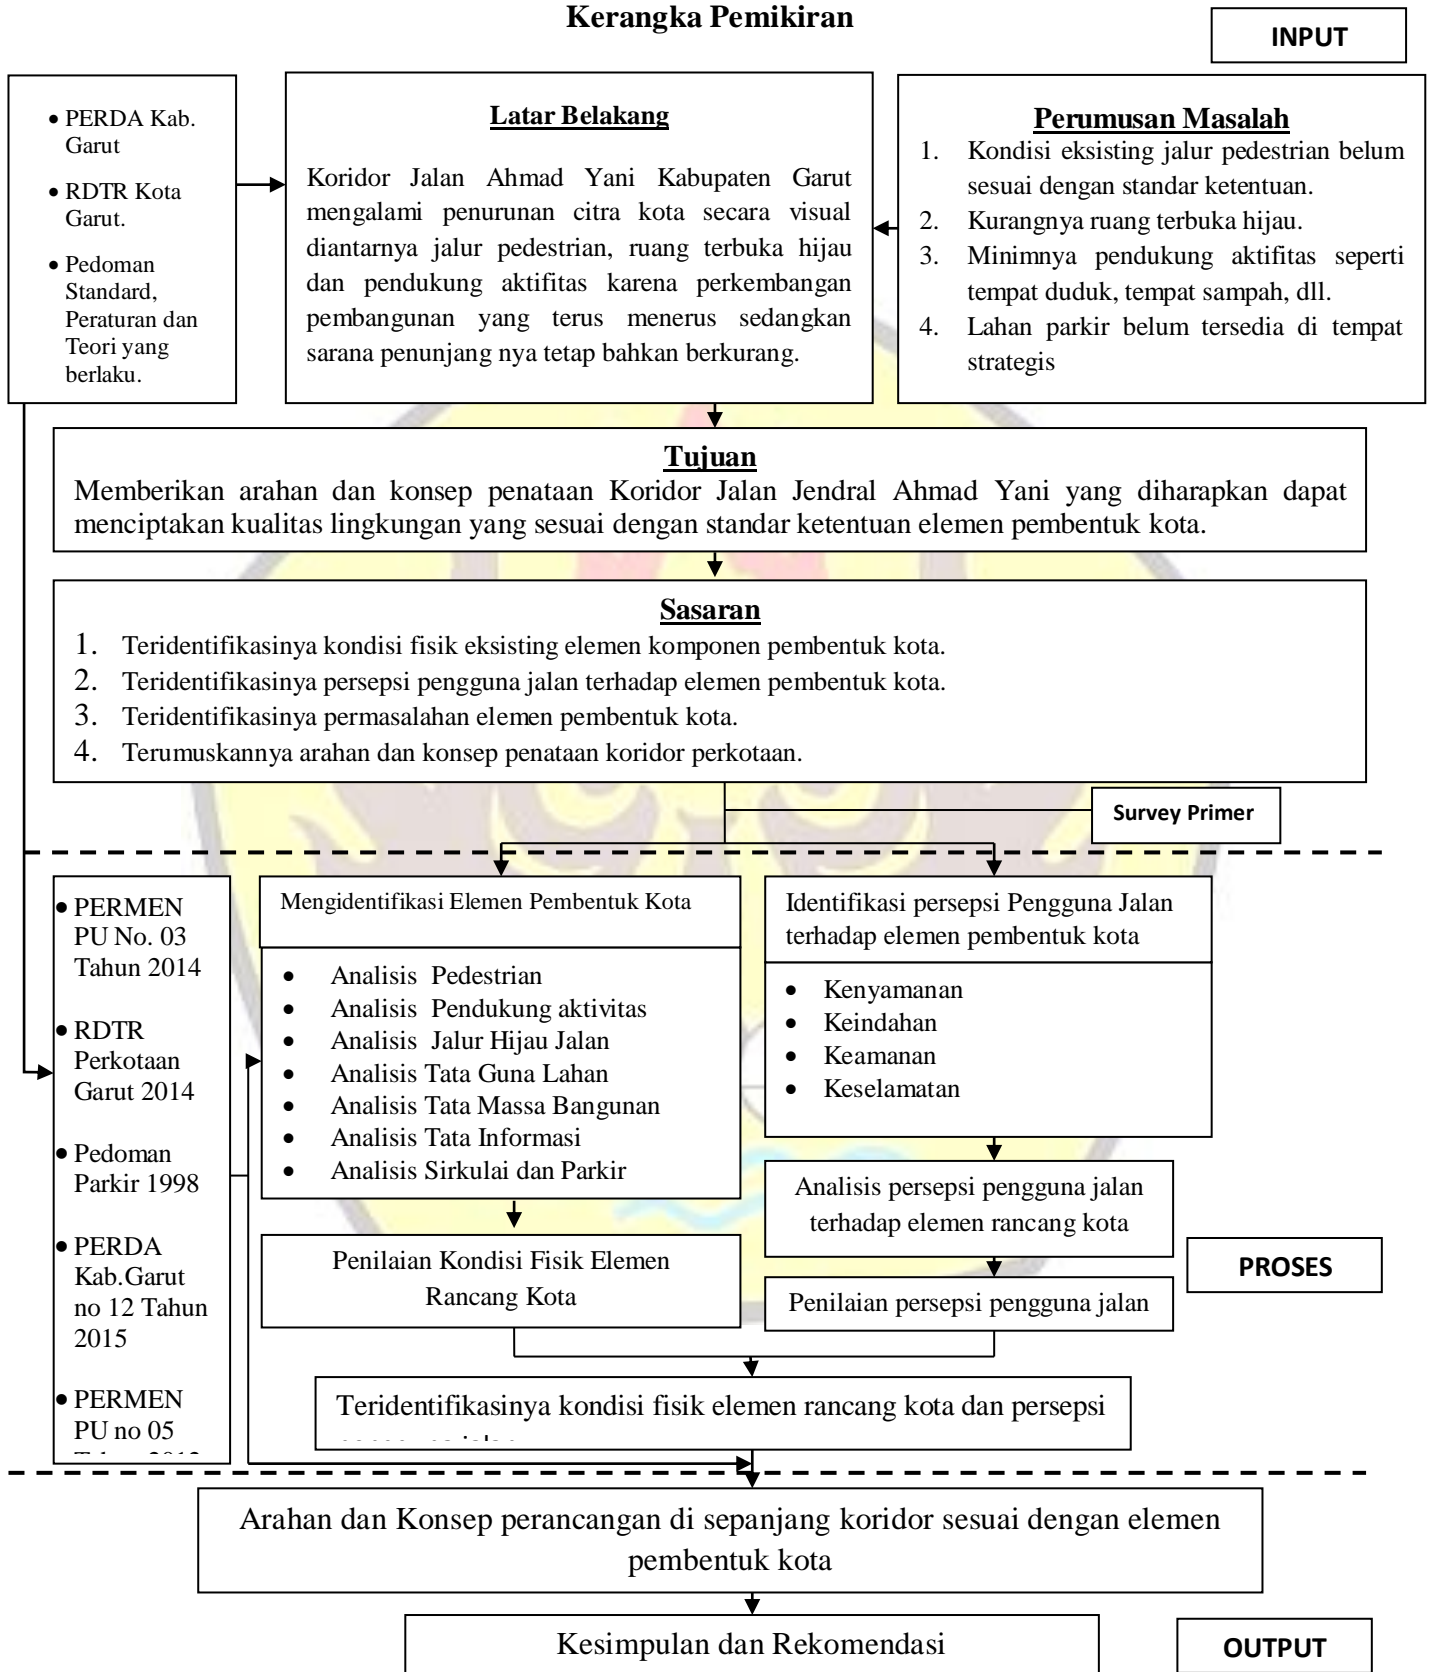 Kerangka Pemikiran
INPUT
• PERDA Kab.
Garut
• RDTR Kota
Garut.
• Pedoman
Standard,
Peraturan dan
Teori yang
berlaku.
Latar Belakang
Koridor Jalan Ahmad Yani Kabupaten Garut
mengalami penurunan citra kota secara visual
diantarnya jalur pedestrian, ruang terbuka hijau
dan pendukung aktifitas karena perkembangan
pembangunan yang terus menerus sedangkan
sarana penunjang nya tetap bahkan berkurang.
Perumusan Masalah
1. Kondisi eksisting jalur pedestrian belum
sesuai dengan standar ketentuan.
2. Kurangnya ruang terbuka hijau.
3. Minimnya pendukung aktifitas seperti
tempat duduk, tempat sampah, dll.
4. Lahan parkir belum tersedia di tempat
strategis
Tujuan
Memberikan arahan dan konsep penataan Koridor Jalan Jendral Ahmad Yani yang diharapkan dapat
menciptakan kualitas lingkungan yang sesuai dengan standar ketentuan elemen pembentuk kota.
Sasaran
1. Teridentifikasinya kondisi fisik eksisting elemen komponen pembentuk kota.
2. Teridentifikasinya persepsi pengguna jalan terhadap elemen pembentuk kota.
3. Teridentifikasinya permasalahan elemen pembentuk kota.
4. Terumuskannya arahan dan konsep penataan koridor perkotaan.
Survey Primer
• PERMEN
PU No. 03
Tahun 2014
• RDTR
Perkotaan
Garut 2014
• Pedoman
Parkir 1998
• PERDA
Kab.Garut
no 12 Tahun
2015
• PERMEN
PU no 05
Mengidentifikasi Elemen Pembentuk Kota
• Analisis Pedestrian
• Analisis Pendukung aktivitas
• Analisis Jalur Hijau Jalan
• Analisis Tata Guna Lahan
• Analisis Tata Massa Bangunan
• Analisis Tata Informasi
• Analisis Sirkulai dan Parkir
Penilaian Kondisi Fisik Elemen
Rancang Kota
Identifikasi persepsi Pengguna Jalan
terhadap elemen pembentuk kota
• Kenyamanan
• Keindahan
• Keamanan
• Keselamatan
Analisis persepsi pengguna jalan
terhadap elemen rancang kota
Penilaian persepsi pengguna jalan
PROSES
Teridentifikasinya kondisi fisik elemen rancang kota dan persepsi
Arahan dan Konsep perancangan di sepanjang koridor sesuai dengan elemen
pembentuk kota
Kesimpulan dan Rekomendasi
OUTPUT